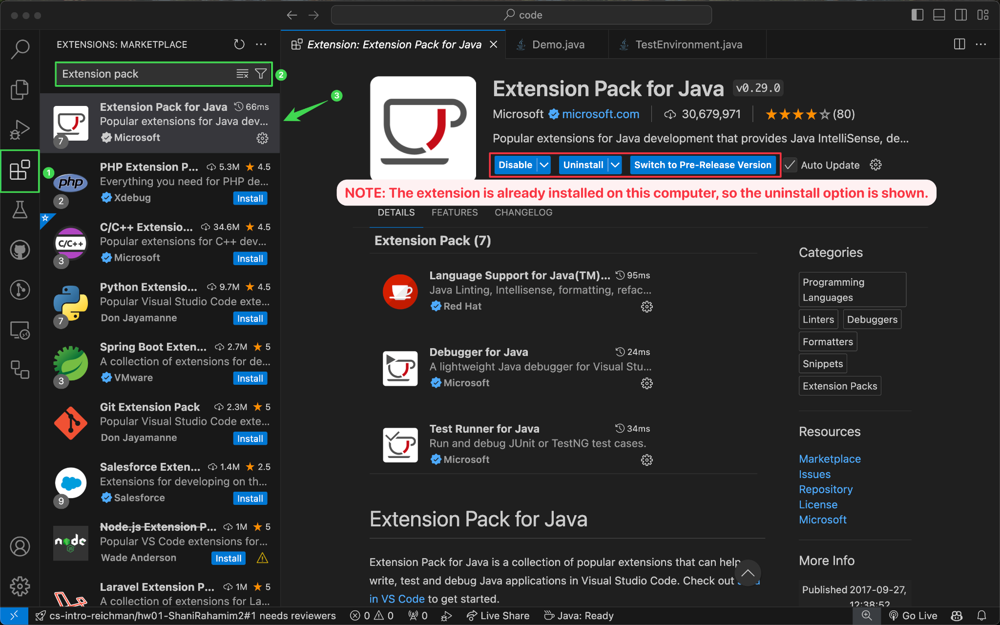 code
EXTENSIONS: MARKETPLACE
Extension: Extension Pack for Java
Demo.java
TestEnvironment.java
Extension pack
2
3
Extension Pack for Java 66ms
Popular extensions for Java dev...
Microsoft
7
1
PHP Extension P... 5.3M 4.5
Everything you need for PHP de...
Xdebug Install
php
2
C/C++ Extensio... 34.6M 4.5
Popular extensions for C++ dev...
Microsoft Install
C/C++
3
Python Extensio... 9.7M 4.5
Popular Visual Studio Code exte...
Don Jayamanne Install
7
Spring Boot Exten... 2.7M 5
A collection of extensions for de...
VMware Install
3
Git Extension Pack 2.3M 5
Popular Visual Studio Code exte...
Don Jayamanne Install
Salesforce Exten... 1.4M 2.5
Extensions for developing on th...
Salesforce Install
9
Node.js Extension P... 1M 5
Popular VS Code extensions for...
Wade Anderson Install
node
JS
Laravel Extension P... 1M 5
A collection of extensions for La...
Extension Pack for Java v0.29.0
Microsoft microsoft.com 30,679,971 (80)
Popular extensions for Java development that provides Java IntelliSense, de...
Disable Uninstall Switch to Pre-Release Version Auto Update
NOTE: The extension is already installed on this computer, so the uninstall option is shown.
DETAILS FEATURES CHANGELOG
Extension Pack (7)
Language Support for Java(TM)... 95ms
Java Linting, Intellisense, formatting, refac...
Red Hat
Debugger for Java 24ms
A lightweight Java debugger for Visual Stu...
Microsoft
Test Runner for Java 34ms
Run and debug JUnit or TestNG test cases.
Microsoft
Extension Pack for Java
Extension Pack for Java is a collection of popular extensions that can help
write, test and debug Java applications in Visual Studio Code. Check out
in VS Code to get started.
Categories
Programming
Languages
Linters Debuggers
Formatters
Snippets
Extension Packs
Resources
Marketplace
Issues
Repository
License
Microsoft
More Info
Published 2017-09-27,
12:38:52
cs-intro-reichman/hw01-ShaniRahamim2#1 needs reviewers 0 0 0 Live Share Java: Ready Go Live